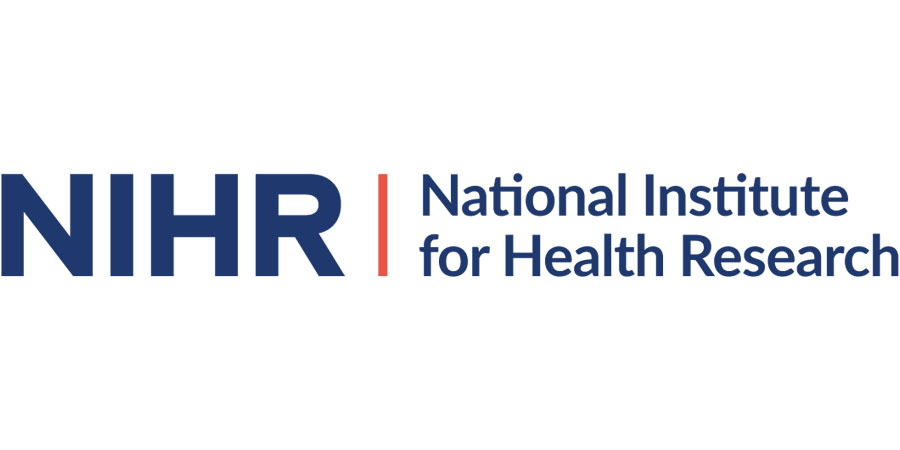 NIHR
National Institute
for Health Research